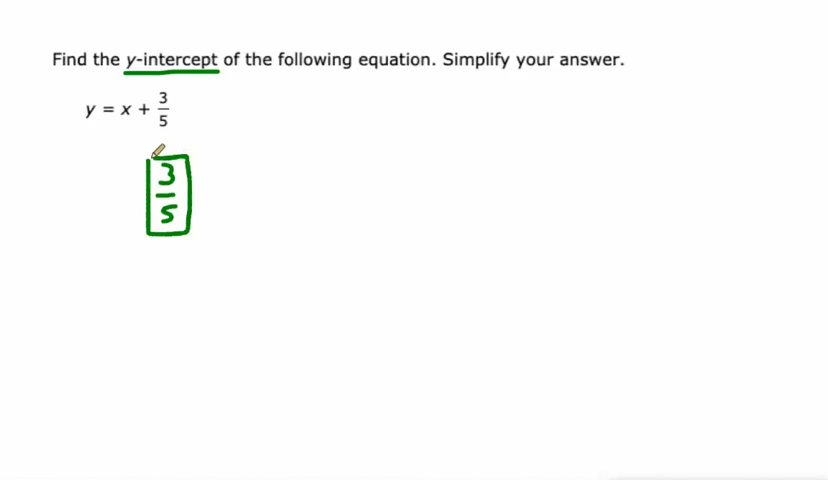 Find the y-intercept of the following equation. Simplify your answer.
y = x + 3/5
3/5